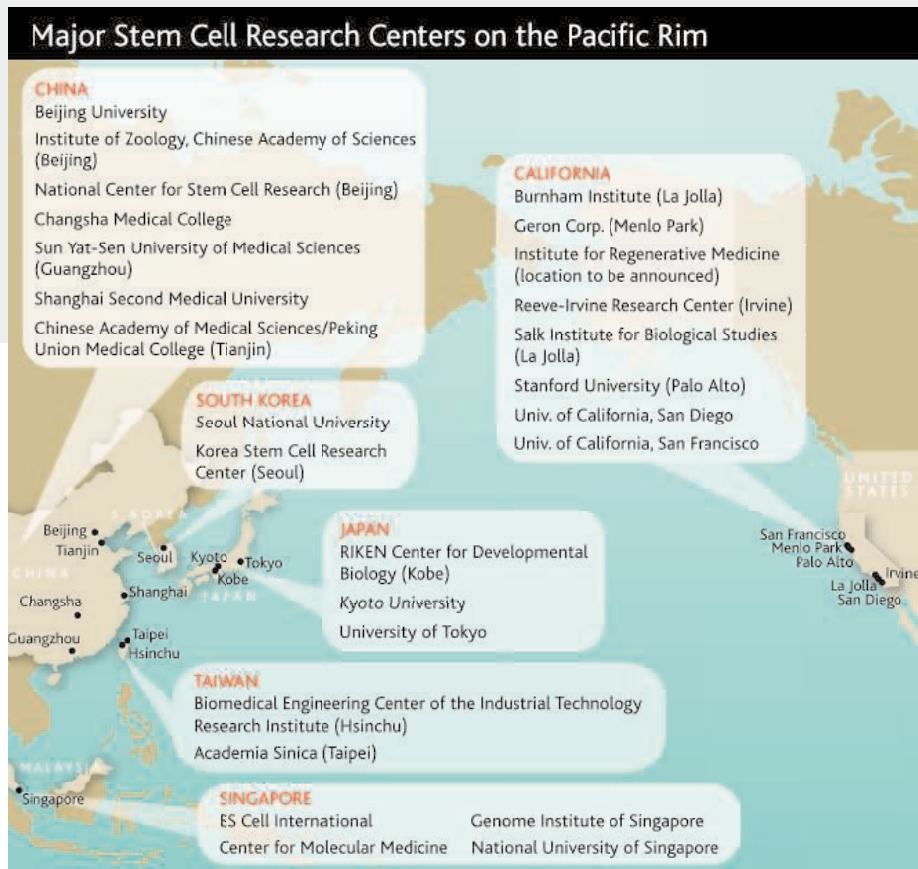 Major Stem Cell Research Centers on the Pacific Rim
CHINA
Beijing University
Institute of Zoology, Chinese Academy of Sciences
(Beijing)
National Center for Stem Cell Research (Beijing)
Changsha Medical College
Sun Yat-Sen University of Medical Sciences
(Guangzhou)
Shanghai Second Medical University
Chinese Academy of Medical Sciences/Peking
Union Medical College (Tianjin)
CALIFORNIA
Burnham Institute (La Jolla)
Geron Corp. (Menlo Park)
Institute for Regenerative Medicine
(location to be announced)
Reeve-Irvine Research Center (Irvine)
Salk Institute for Biological Studies
(La Jolla)
Stanford University (Palo Alto)
Univ. of California, San Diego
Univ. of California, San Francisco
SOUTH KOREA
Seoul National University
Korea Stem Cell Research
Center (Seoul)
UNITED
STATES
S. KOREA
Beijing
Tianjin
Seoul
Kyoto
Kobe
Tokyo
JAPAN
CHINA
Shanghai
Changsha
Guangzhou
Taipei
Hsinchu
JAPAN
RIKEN Center for Developmental
Biology (Kobe)
Kyoto University
University of Tokyo
San Francisco
Menlo Park
Palo Alto
La Jolla
Irvine
San Diego
TAIWAN
Biomedical Engineering Center of the Industrial Technology
Research Institute (Hsinchu)
Academia Sinica (Taipei)
MALAYSIA
Singapore
SINGAPORE
ES Cell International
Center for Molecular Medicine
Genome Institute of Singapore
National University of Singapore